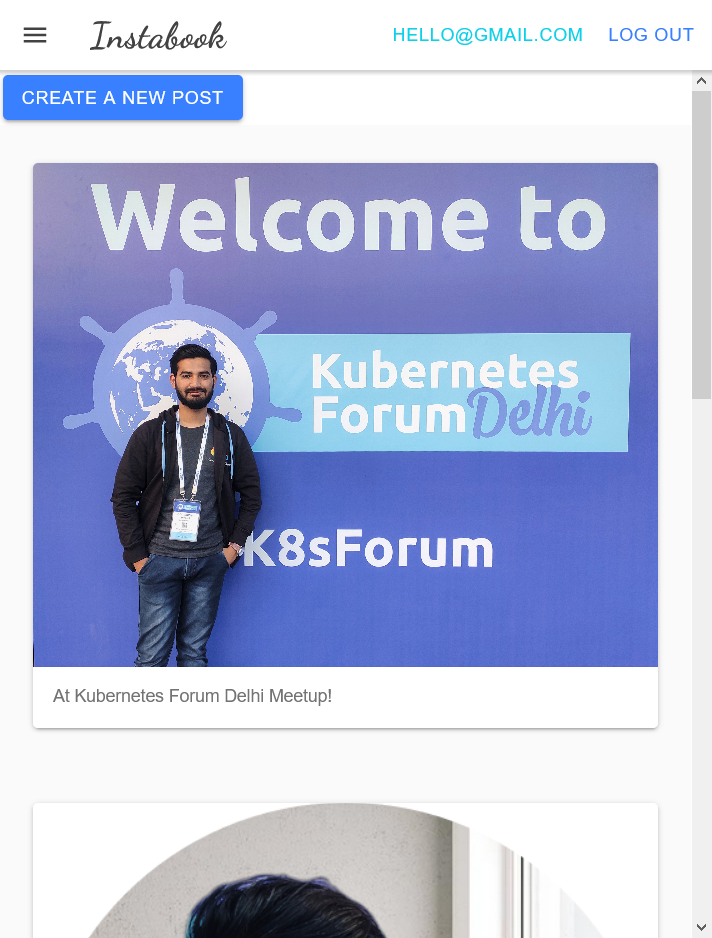 Instabook
HELLO@GMAIL.COM
LOG OUT
CREATE A NEW POST
Welcome to
Kubernetes
Forum Delhi
K8sForum
At Kubernetes Forum Delhi Meetup!